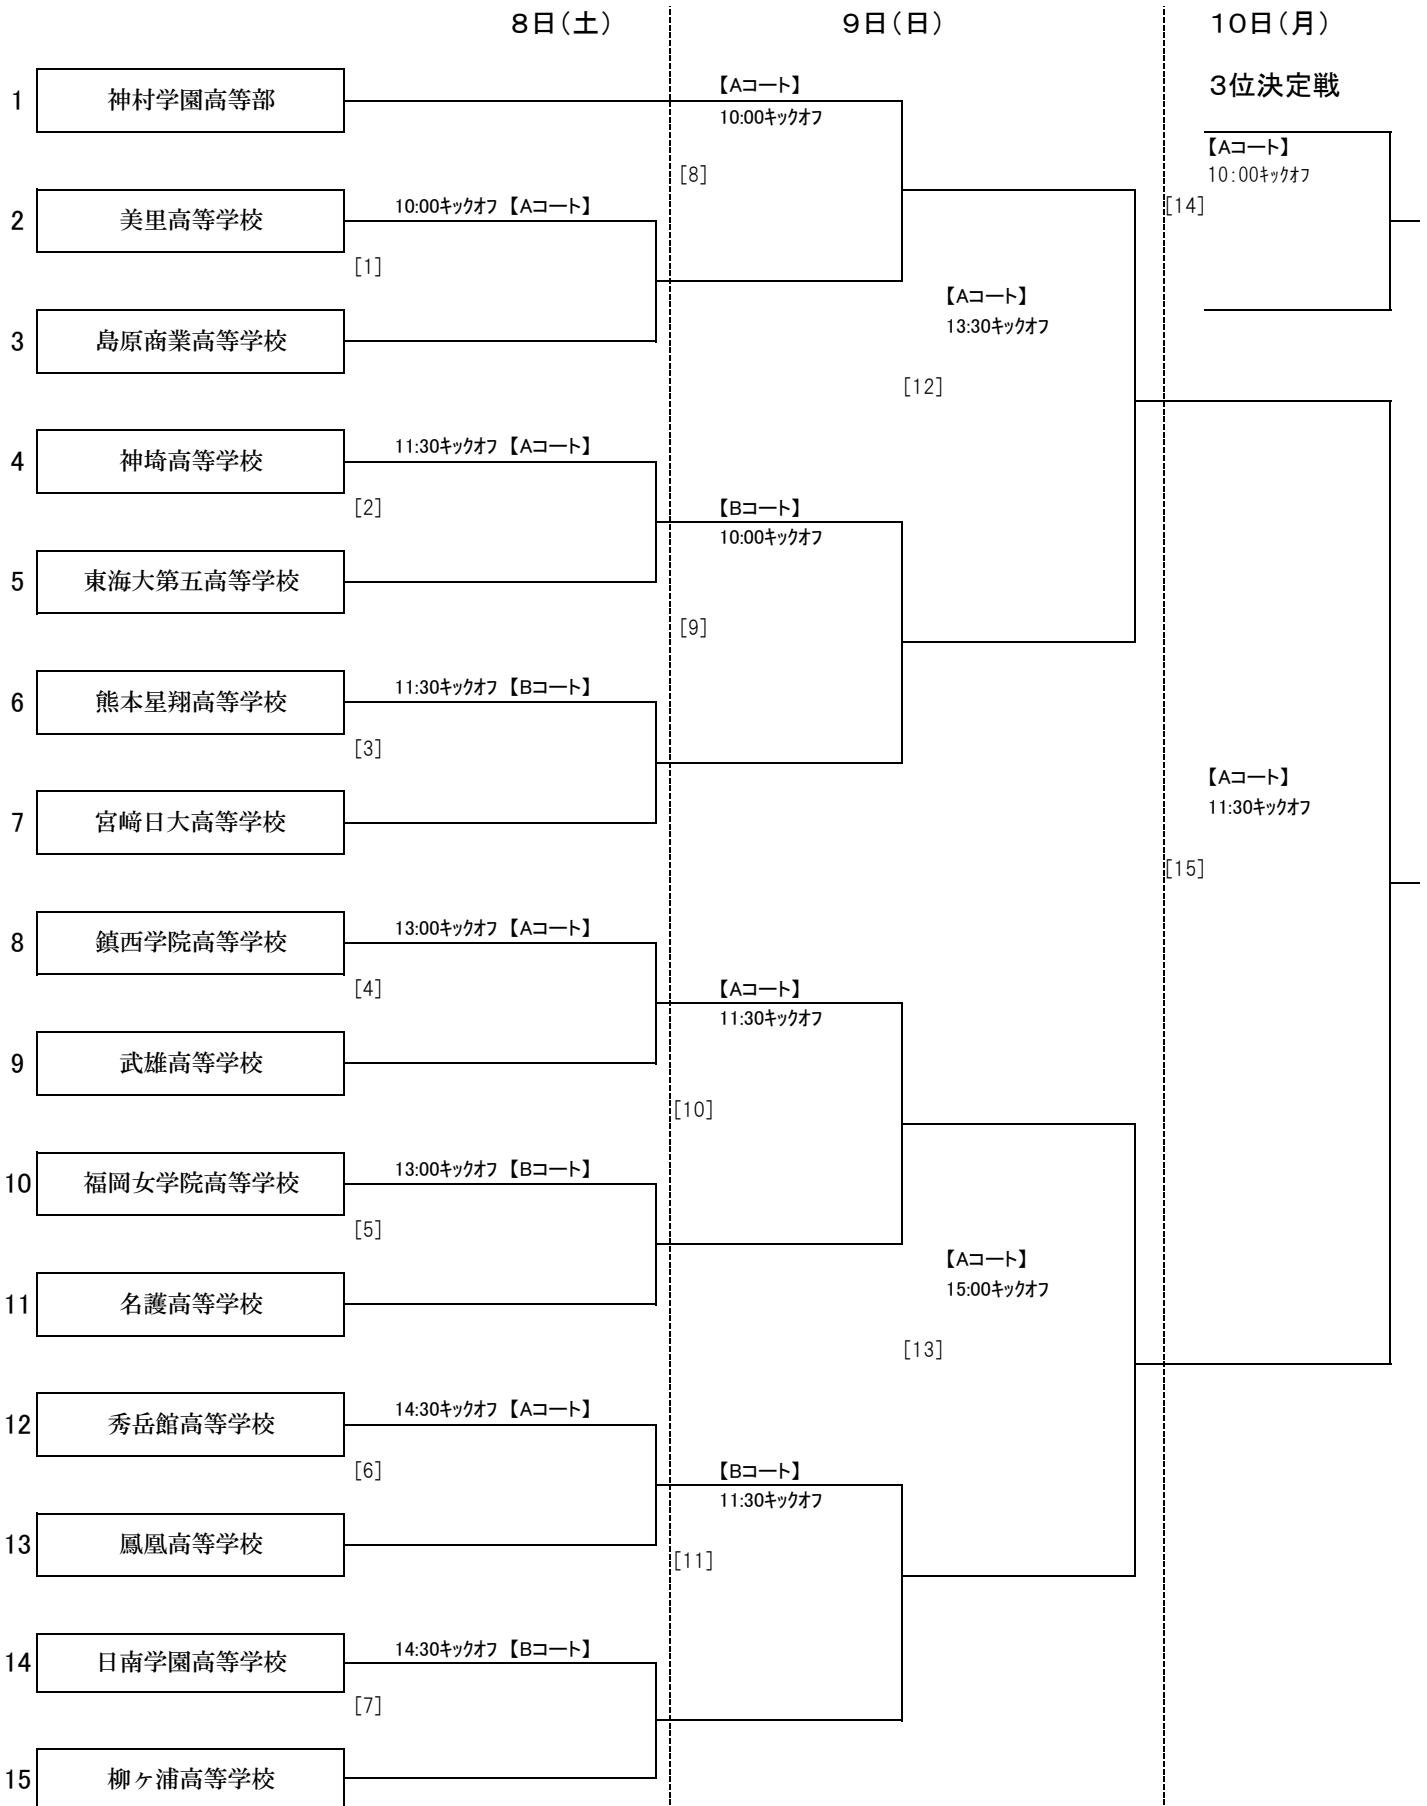 8日(土)
9日(日)
10日(月)
3位決定戦
1 神村学園高等部
【Aコート】
10:00キックオフ
[8]
【Aコート】
10:00キックオフ
[14]
2 美里高等学校
10:00キックオフ 【Aコート】
[1]
【Aコート】
13:30キックオフ
3 島原商業高等学校
[12]
4 神埼高等学校
11:30キックオフ 【Aコート】
[2]
【Bコート】
10:00キックオフ
5 東海大第五高等学校
[9]
6 熊本星翔高等学校
11:30キックオフ 【Bコート】
[3]
【Aコート】
11:30キックオフ
7 宮﨑日大高等学校
[15]
8 鎮西学院高等学校
13:00キックオフ 【Aコート】
[4]
【Aコート】
11:30キックオフ
9 武雄高等学校
[10]
10 福岡女学院高等学校
13:00キックオフ 【Bコート】
[5]
【Aコート】
15:00キックオフ
11 名護高等学校
[13]
12 秀岳館高等学校
14:30キックオフ 【Aコート】
[6]
【Bコート】
11:30キックオフ
13 鳳凰高等学校
[11]
14 日南学園高等学校
14:30キックオフ 【Bコート】
[7]
15 柳ヶ浦高等学校